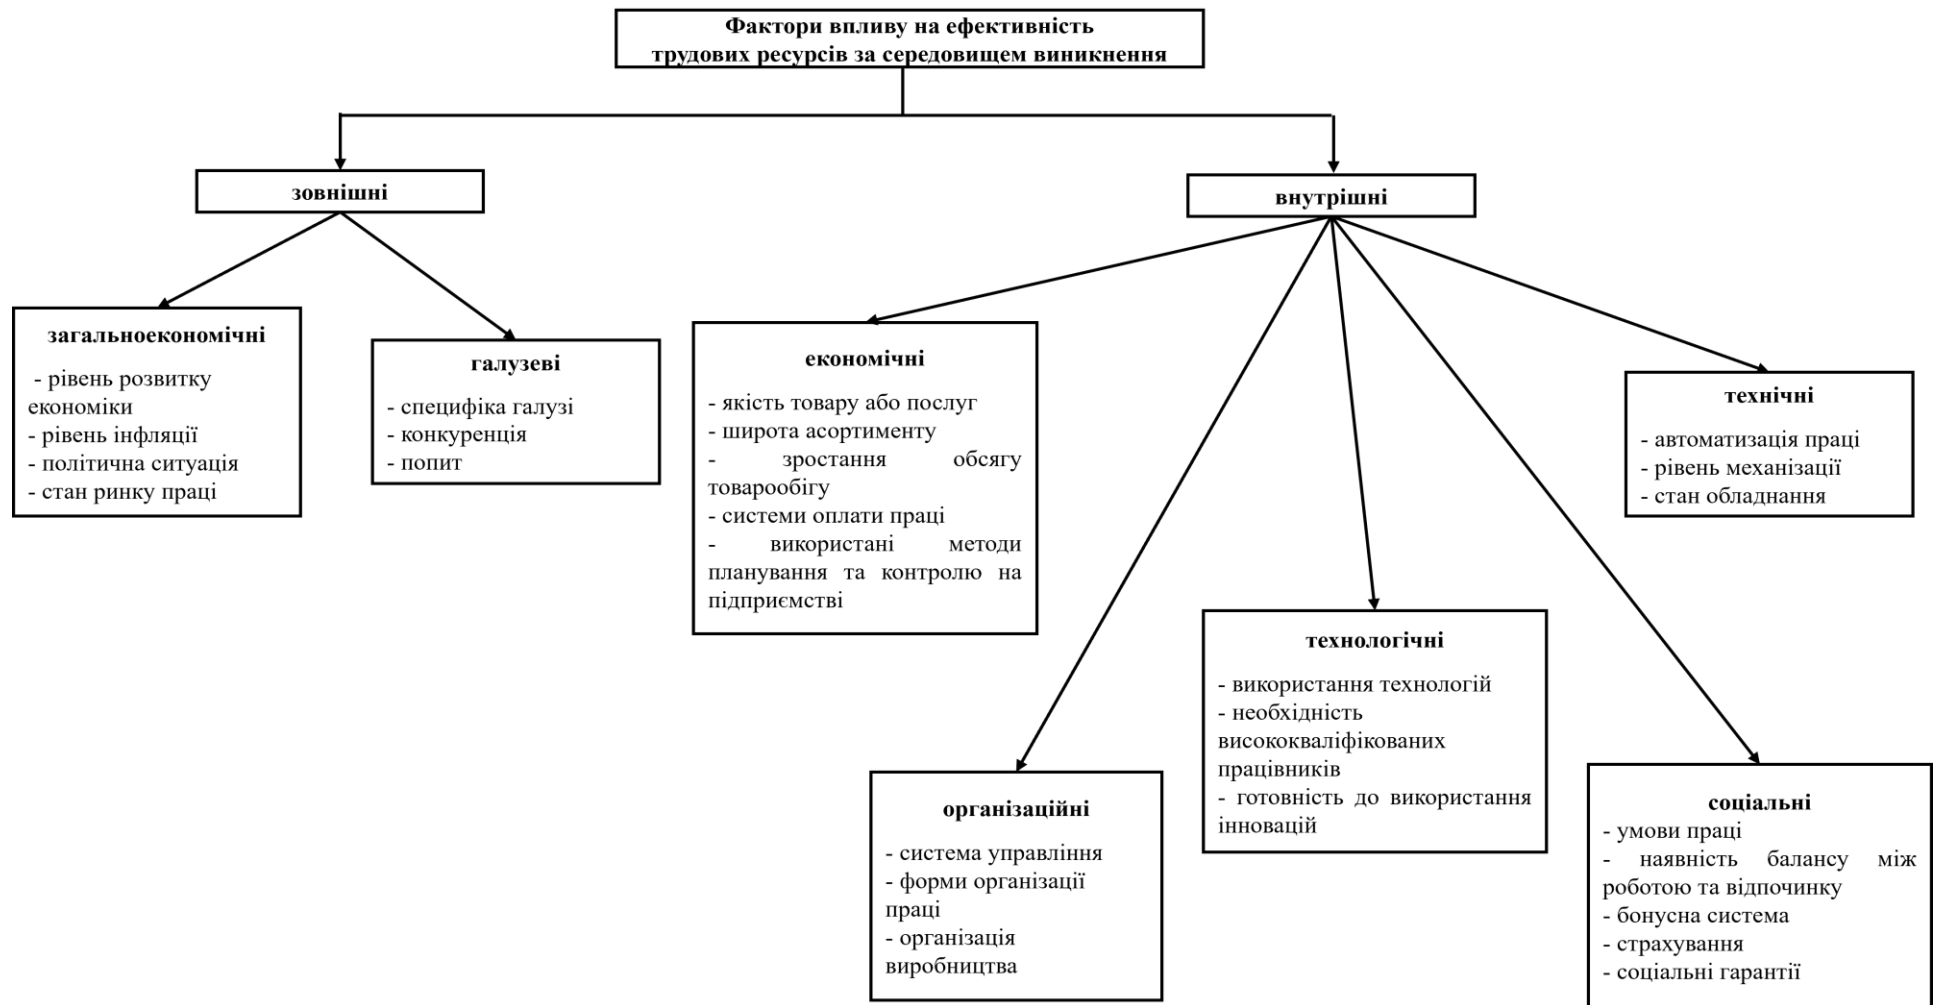 Фактори впливу на ефективність
трудових ресурсів за середовищем виникнення
зовнішні
внутрішні
загальноекономічні
- рівень розвитку
економіки
- рівень інфляції
- політична ситуація
- стан ринку праці
галузеві
- специфіка галузі
- конкуренція
- попит
економічні
- якість товару або послуг
- широта асортименту
- зростання обсягу
товарообігу
- системи оплати праці
- використані методи
планування та контролю на
підприємстві
технічні
- автоматизація праці
- рівень механізації
- стан обладнання
організаційні
- система управління
- форми організації
праці
- організація
виробництва
технологічні
- використання технологій
- необхідність
висококваліфікованих
працівників
- готовність до використання
інновацій
соціальні
- умови праці
- наявність балансу між
роботою та відпочинку
- бонусна система
- страхування
- соціальні гарантії